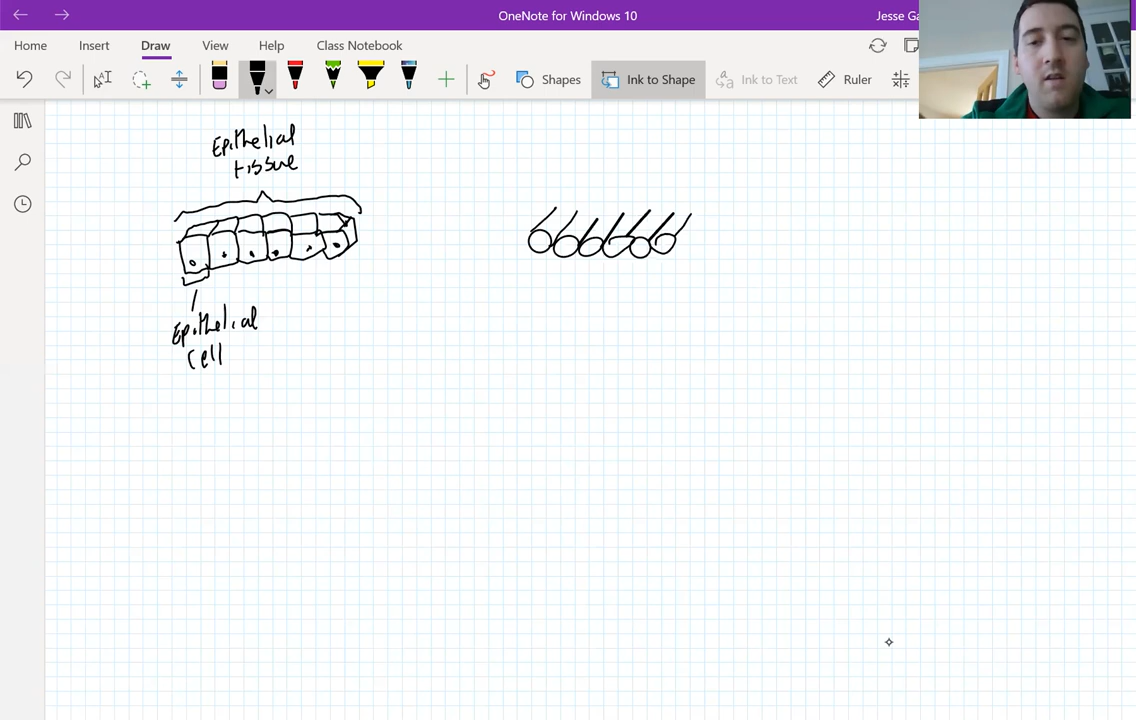 OneNote for Windows 10
Jesse Ga
Home Insert Draw View Help Class Notebook
Shapes Ink to Shape Ink to Text Ruler
Epithelial
tissue
Epithelial
cell